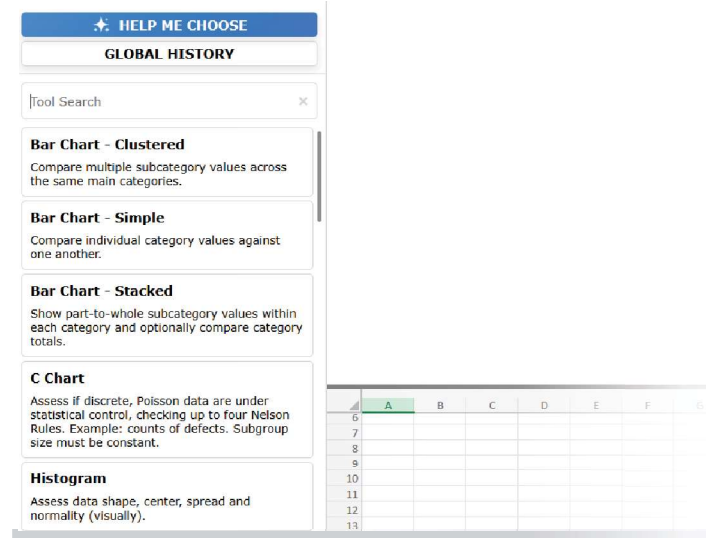 HELP ME CHOOSE
GLOBAL HISTORY
Tool Search ×
Bar Chart - Clustered
Compare multiple subcategory values across
the same main categories.
Bar Chart - Simple
Compare individual category values against
one another.
Bar Chart - Stacked
Show part-to-whole subcategory values within
each category and optionally compare category
totals.
C Chart
Assess if discrete, Poisson data are under
statistical control, checking up to four Nelson
Rules. Example: counts of defects. Subgroup
size must be constant.
Histogram
Assess data shape, center, spread and
normality (visually).
A B C D E F G
6
7
8
9
10
11
12
13